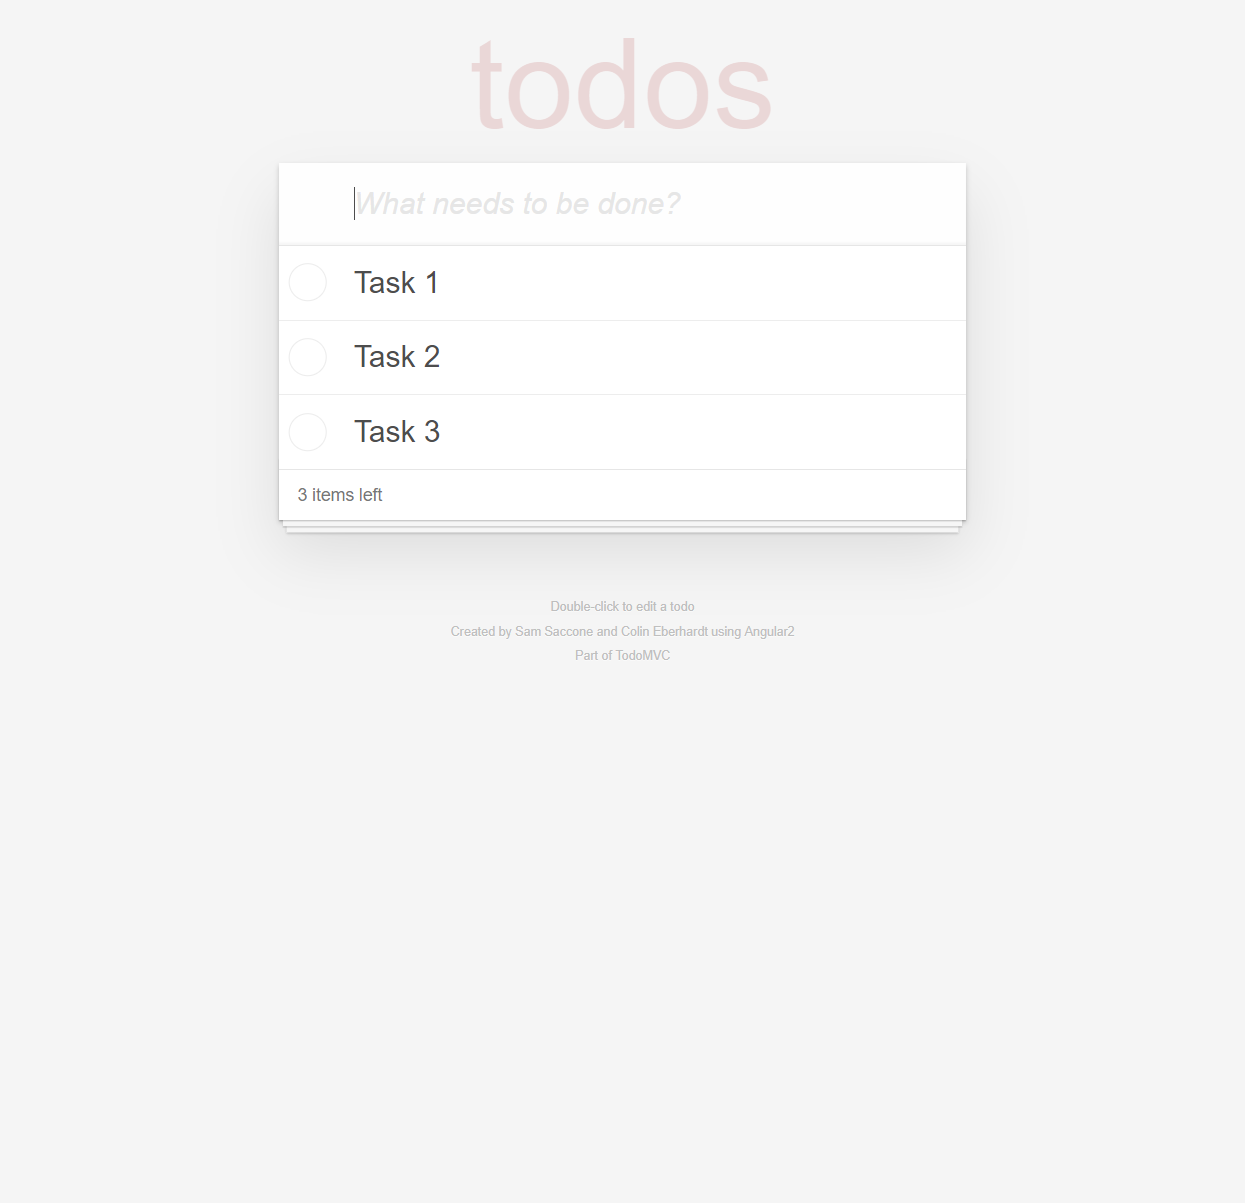 todos
What needs to be done?
Task 1
Task 2
Task 3
3 items left
Double-click to edit a todo
Created by Sam Saccone and Colin Eberhardt using Angular2
Part of TodoMVC